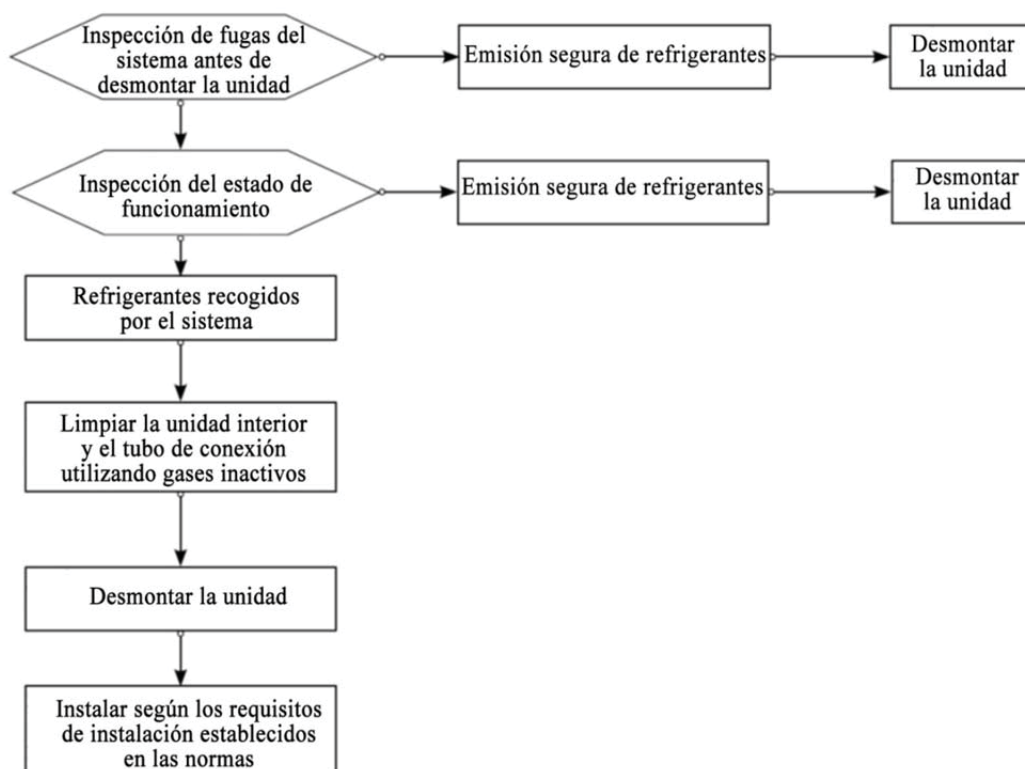 Inspección de fugas del
sistema antes de
desmontar la unidad
Emisión segura de refrigerantes
Desmontar
la unidad
Inspección del estado de
funcionamiento
Emisión segura de refrigerantes
Desmontar
la unidad
Refrigerantes recogidos
por el sistema
Limpiar la unidad interior
y el tubo de conexión
utilizando gases inactivos
Desmontar la unidad
Instalar según los requisitos
de instalación establecidos
en las normas